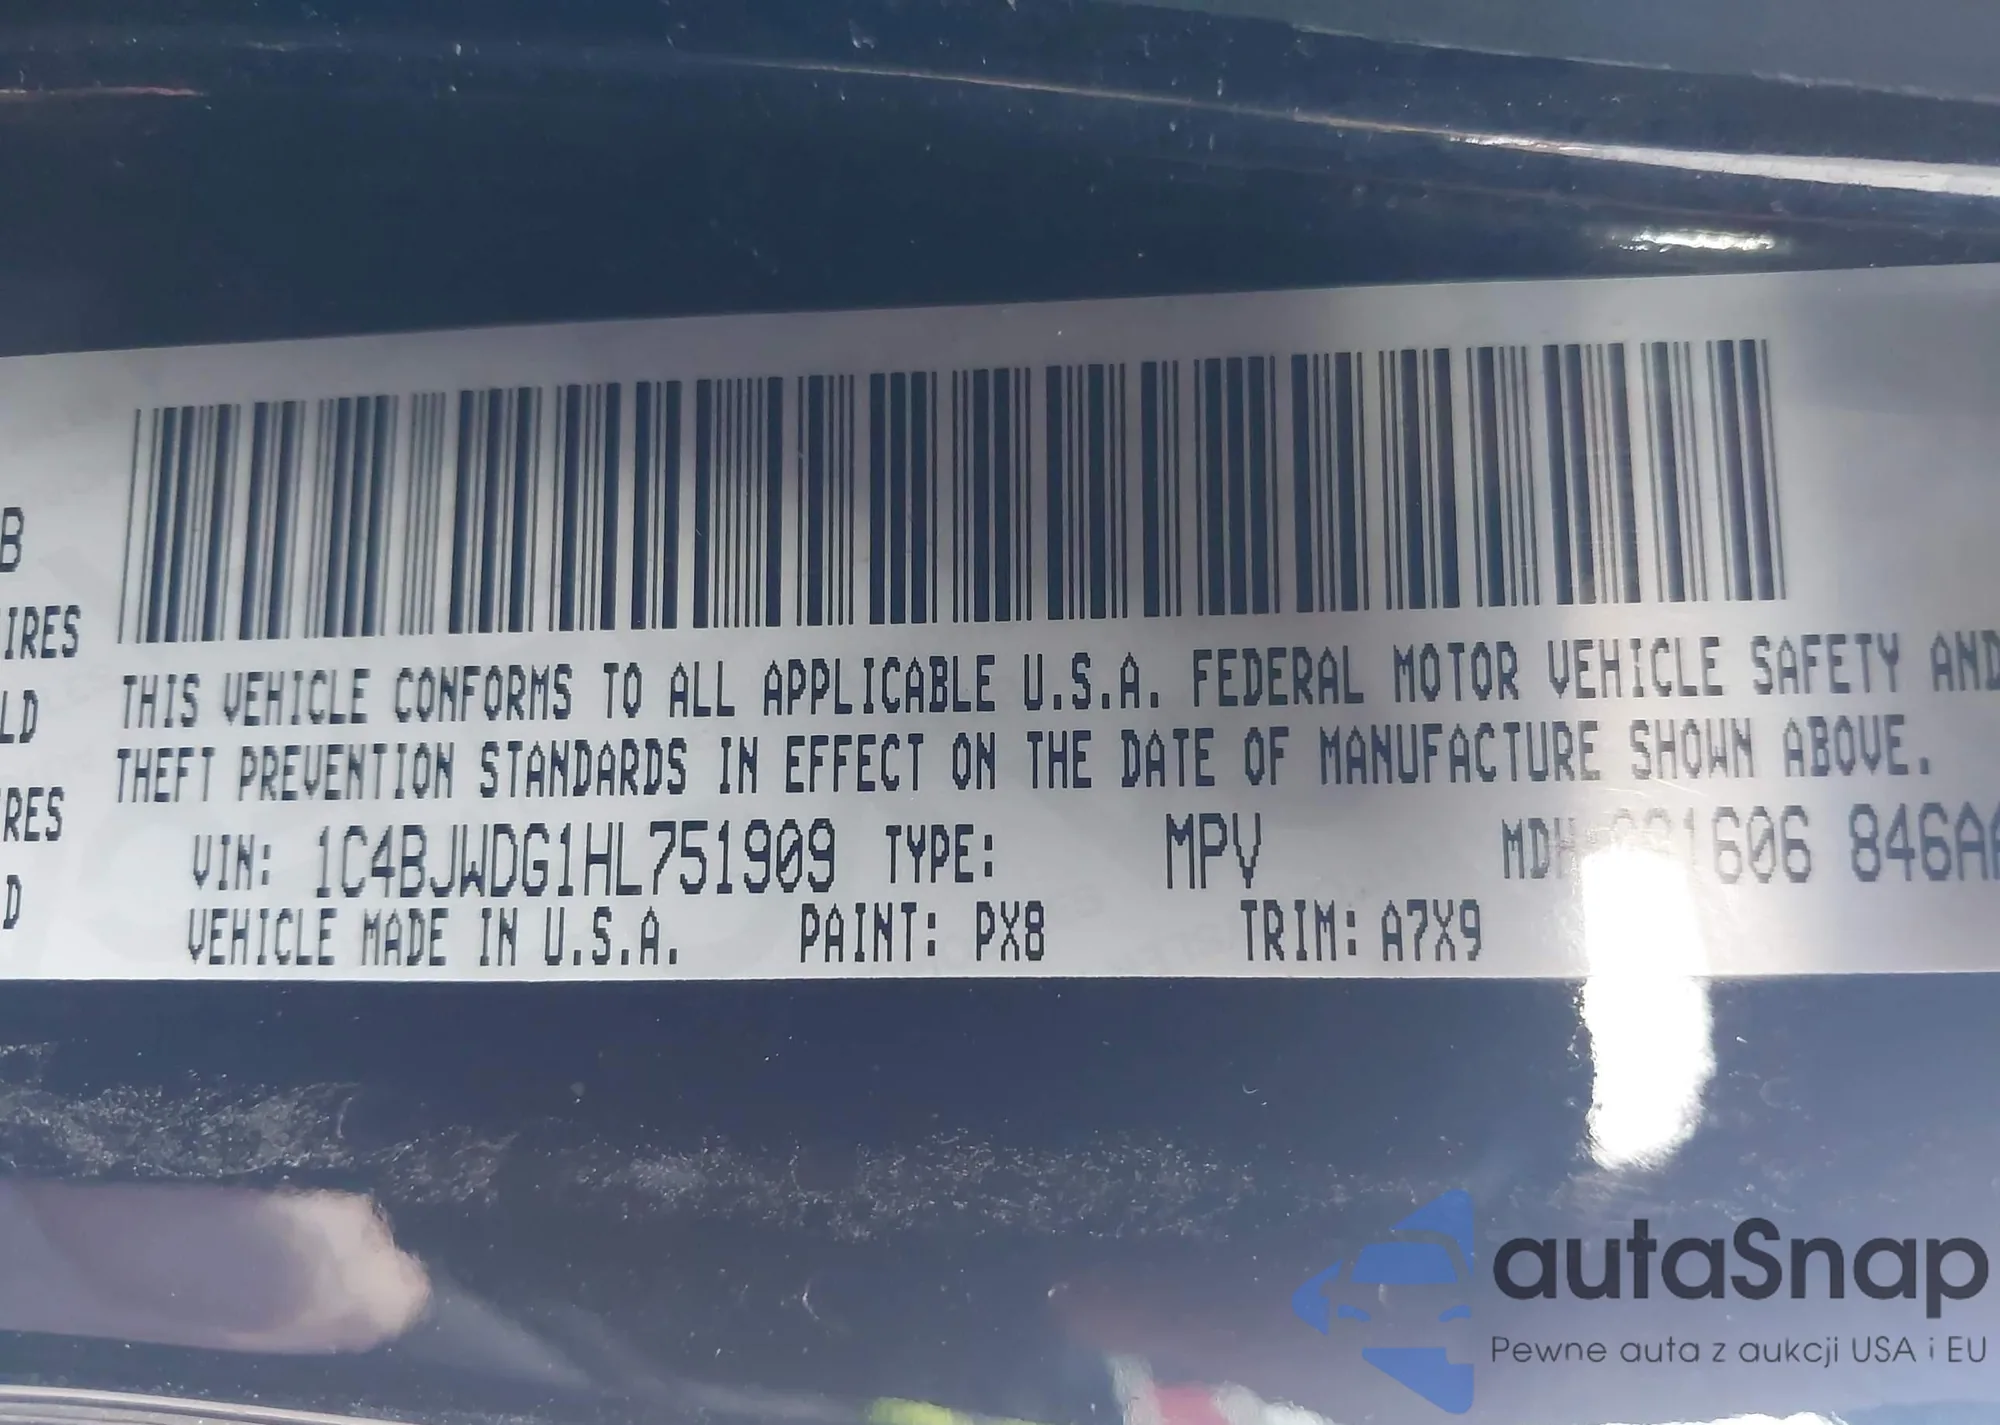 B
IRES
LD
RES
D
THIS VEHICLE CONFORMS TO ALL APPLICABLE U.S.A. FEDERAL MOTOR VEHICLE SAFETY AND
THEFT PREVENTION STANDARDS IN EFFECT ON THE DATE OF MANUFACTURE SHOWN ABOVE.
VIN: 1C4BJWDG1HL751909 TYPE: MPV 846AA
VEHICLE MADE IN U.S.A. PAINT: PX8 TRIM: A7X9
autaSnap
Pewne auta z aukcji USA i EU